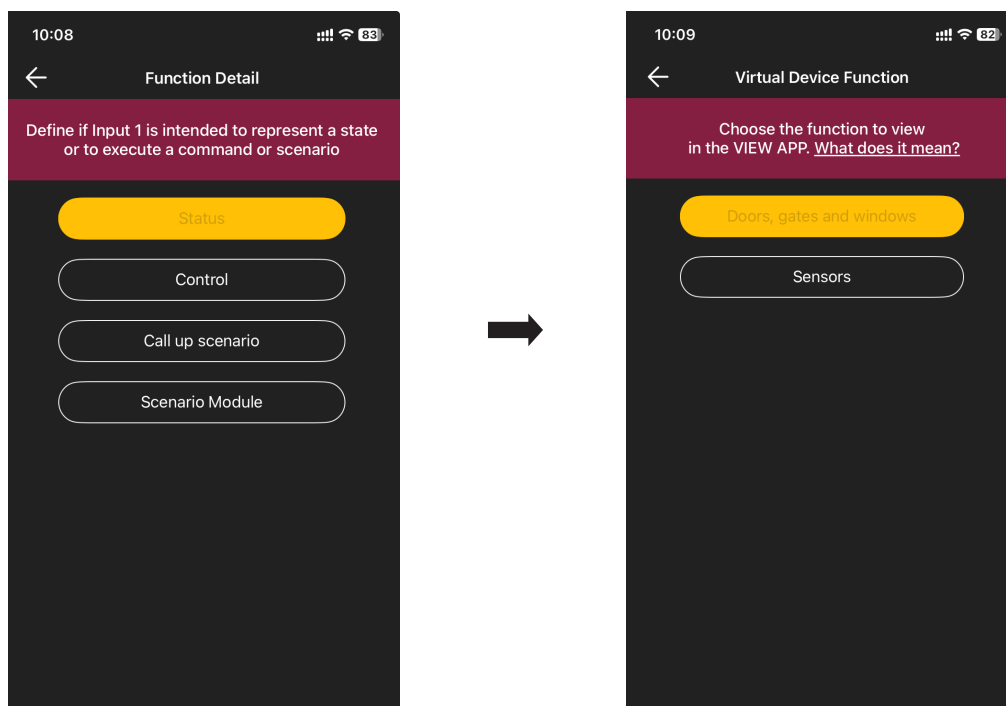 10:08
83
Function Detail
Define if Input 1 is intended to represent a state
or to execute a command or scenario
Status
Control
Call up scenario
Scenario Module
10:09
82
Virtual Device Function
Choose the function to view
in the VIEW APP. What does it mean?
Doors, gates and windows
Sensors